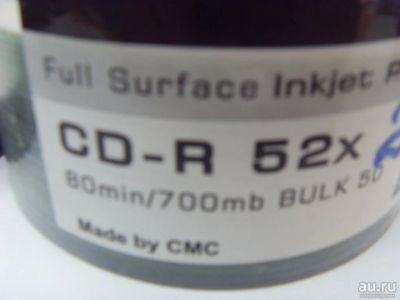 Full Surface Inkjet P
CD-R 52x
80min/700mb BULK 50
Made by CMC
au.ru